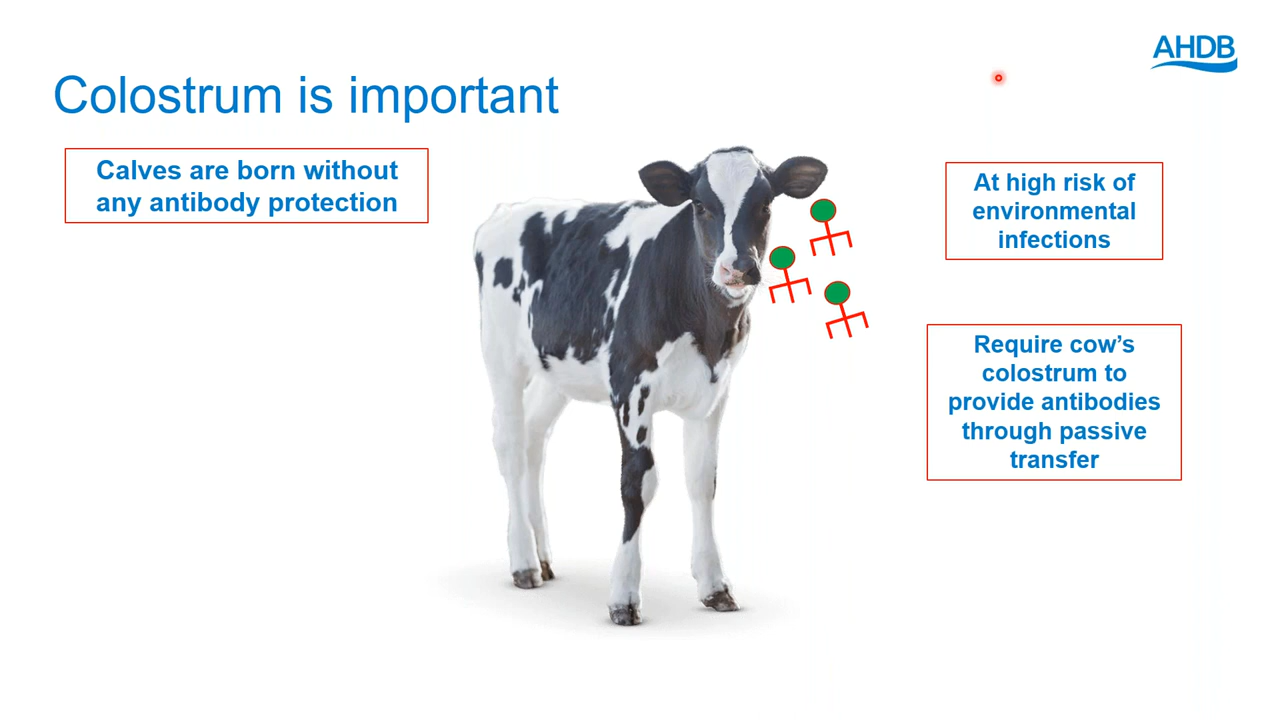 AHDB
Colostrum is important
Calves are born without
any antibody protection
At high risk of
environmental
infections
Require cow’s
colostrum to
provide antibodies
through passive
transfer